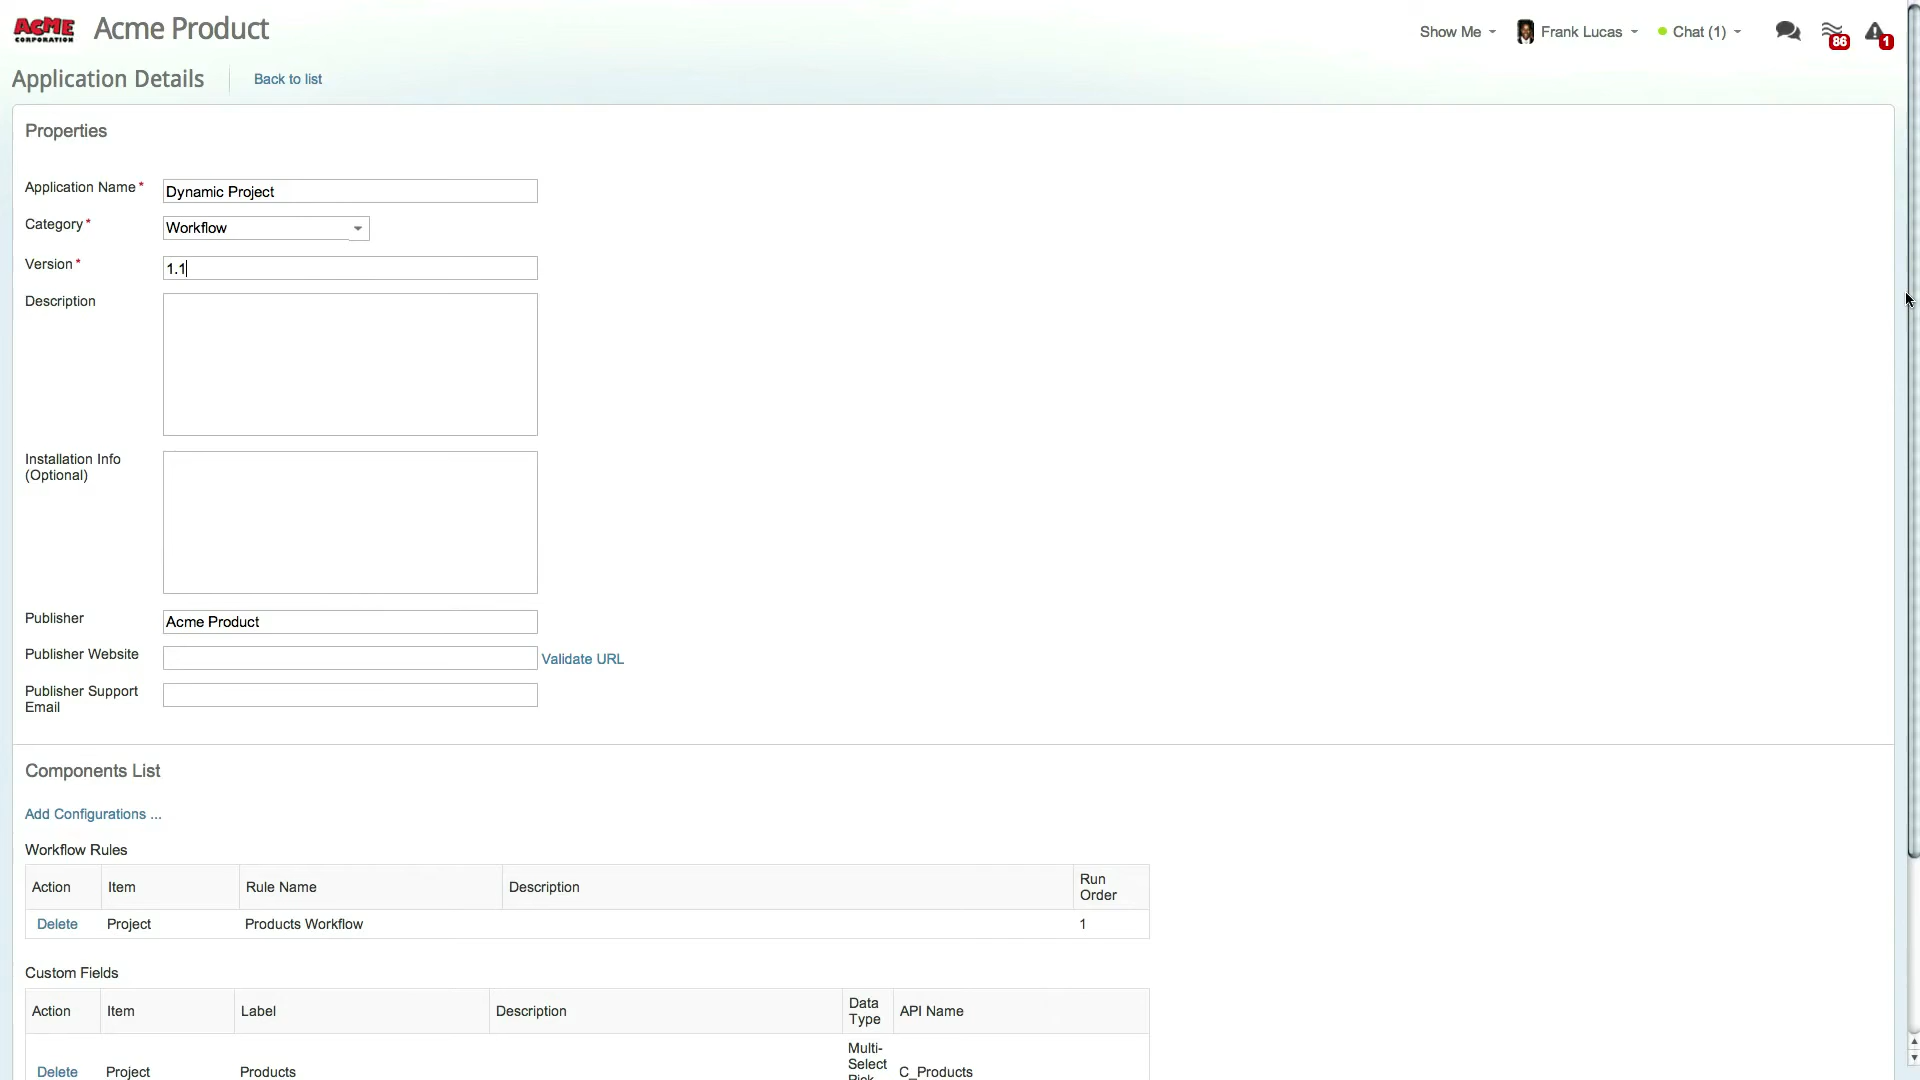 ACME
CORPORATION
Acme Product
Show Me
Frank Lucas
Chat (1)
86
1
Application Details
Back to list
Properties
Application Name *
Dynamic Project
Category *
Workflow
Version *
1.1
Description
Installation Info
(Optional)
Publisher
Acme Product
Publisher Website
Validate URL
Publisher Support
Email
Components List
Add Configurations ...
Workflow Rules
Action Item Rule Name Description Run Order
Delete Project Products Workflow 1
Custom Fields
Action Item Label Description Data Type API Name
Delete Project Products Multi-Select Pick- C_Products